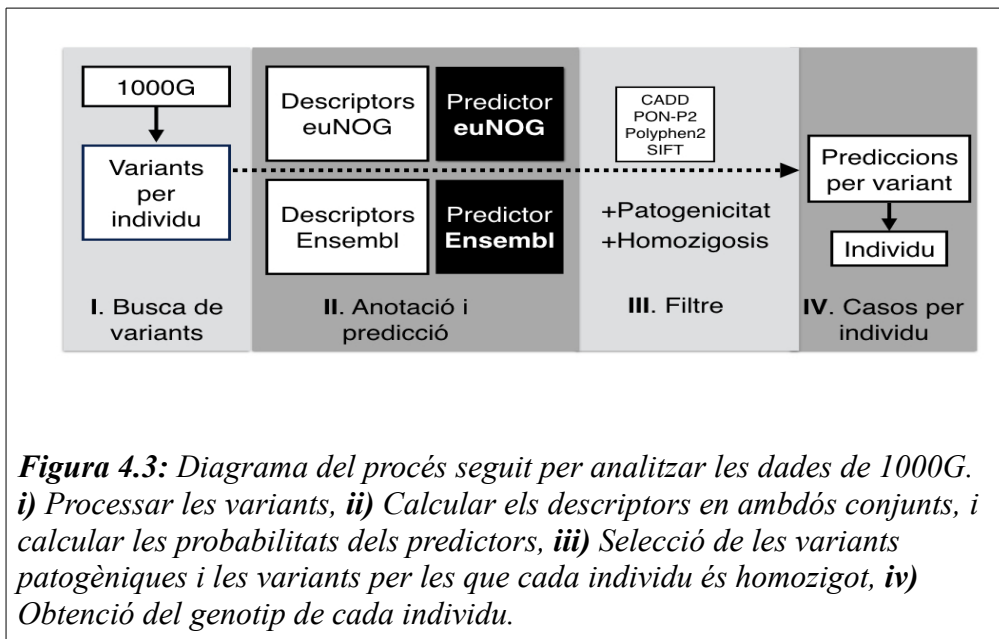 1000G
Variants
per
individu
I. Busca de
variants
Descriptors
euNOG
Predictor
euNOG
Descriptors
Ensembl
Predictor
Ensembl
II. Anotació i
predicció
CADD
PON-P2
Polyphen2
SIFT
+Patogenicitat
+Homozigosis
III. Filtre
Prediccions
per variant
Individu
IV. Casos per
individu
Figura 4.3: Diagrama del procés seguit per analitzar les dades de 1000G.
i) Processar les variants, ii) Calcular els descriptors en ambdós conjunts, i
calcular les probabilitats dels predictors, iii) Selecció de les variants
patogèniques i les variants per les que cada individu és homozigot, iv)
Obtenció del genotip de cada individu.